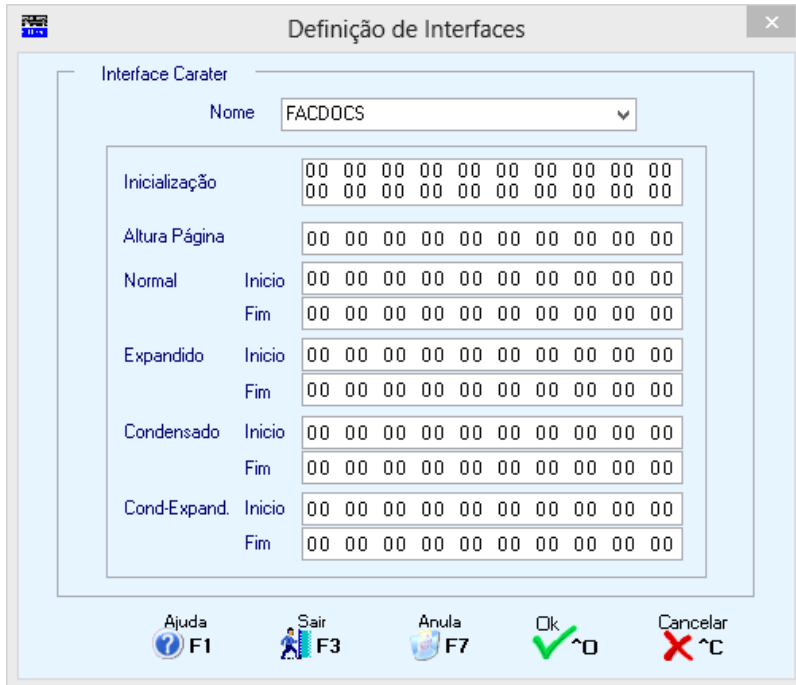 Definição de Interfaces
Interface Carater
Nome FACDOCS
Inicialização 00 00 00 00 00 00 00 00 00 00
00 00 00 00 00 00 00 00 00 00
Altura Página 00 00 00 00 00 00 00 00 00 00
Normal Inicio 00 00 00 00 00 00 00 00 00 00
Fim 00 00 00 00 00 00 00 00 00 00
Expandido Inicio 00 00 00 00 00 00 00 00 00 00
Fim 00 00 00 00 00 00 00 00 00 00
Condensado Inicio 00 00 00 00 00 00 00 00 00 00
Fim 00 00 00 00 00 00 00 00 00 00
Cond-Expand. Inicio 00 00 00 00 00 00 00 00 00 00
Fim 00 00 00 00 00 00 00 00 00 00
Ajuda Sair Anula Ok Cancelar
F1 F3 F7 ^O ^C